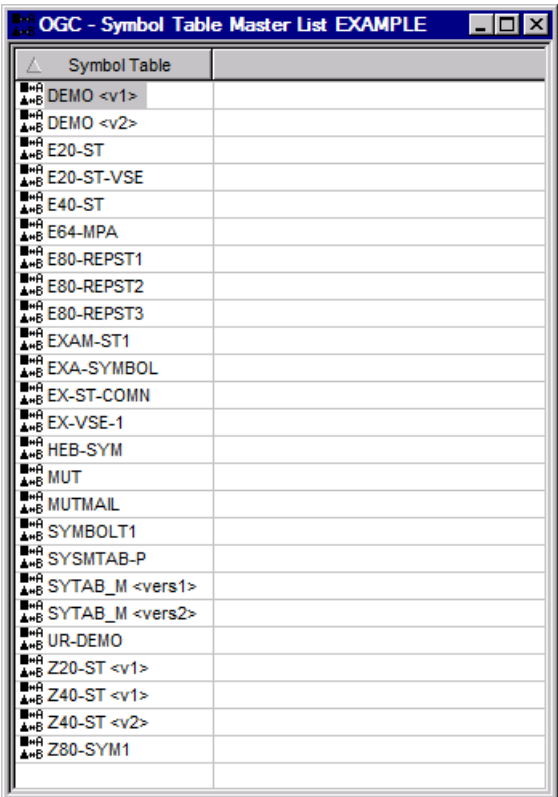 OGC - Symbol Table Master List EXAMPLE
Symbol Table
DEMO <v1>
DEMO <v2>
E20-ST
E20-ST-VSE
E40-ST
E64-MPA
E80-REPST1
E80-REPST2
E80-REPST3
EXAM-ST1
EXA-SYMBOL
EX-ST-COMN
EX-VSE-1
HEB-SYM
MUT
MUTMAIL
SYMBOLT1
SYSMTAB-P
SYTAB_M <vers1>
SYTAB_M <vers2>
UR-DEMO
Z20-ST <v1>
Z40-ST <v1>
Z40-ST <v2>
Z80-SYM1